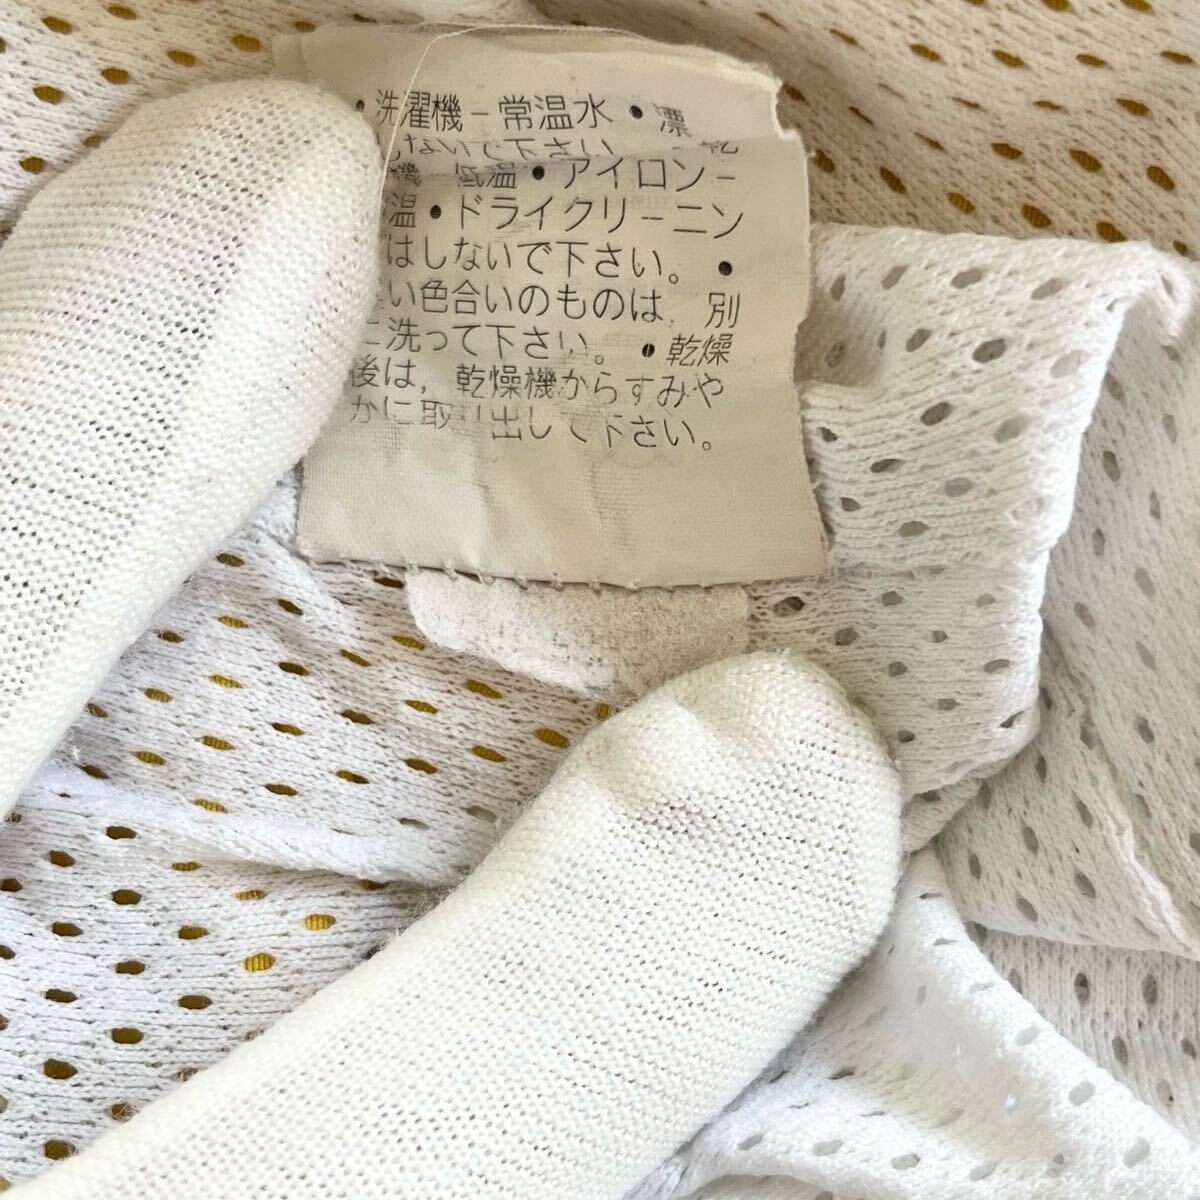 ・洗濯機−常温水・漂
しないで下さい
機 低温・アイロン−
温・ドライクリーニン
はしないで下さい。・
い色合いのものは，別
に洗って下さい。・乾燥
後は，乾燥機からすみや
かに取り出して下さい。